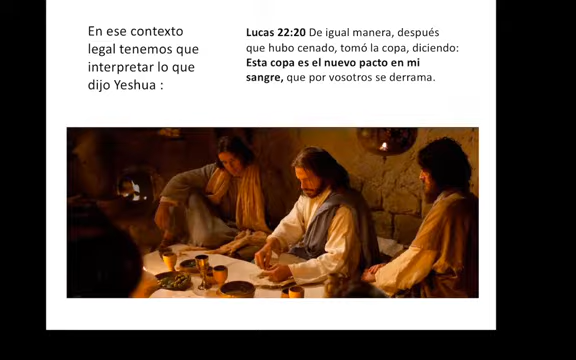 En ese contexto
legal tenemos que
interpretar lo que
dijo Yeshua :
Lucas 22:20 De igual manera, después
que hubo cenado, tomó la copa, diciendo:
Esta copa es el nuevo pacto en mi
sangre, que por vosotros se derrama.